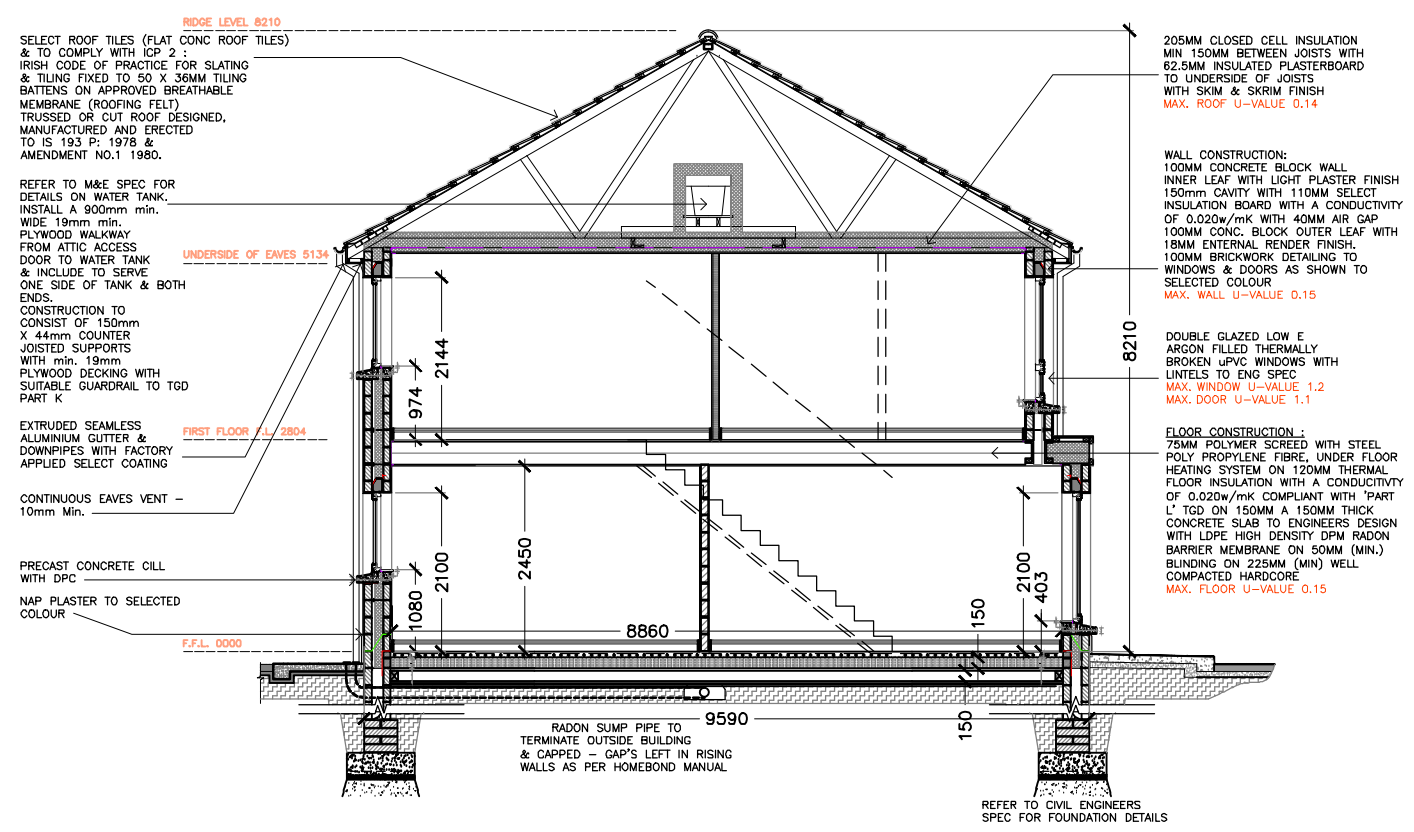 RIDGE LEVEL 8210
SELECT ROOF TILES (FLAT CONC ROOF TILES)
& TO COMPLY WITH ICP 2 :
IRISH CODE OF PRACTICE FOR SLATING
& TILING FIXED TO 50 X 36MM TILING
BATTENS ON APPROVED BREATHABLE
MEMBRANE (ROOFING FELT)
TRUSSED OR CUT ROOF DESIGNED,
MANUFACTURED AND ERECTED
TO IS 193 P: 1978 &
AMENDMENT NO.1 1980.
REFER TO M&E SPEC FOR
DETAILS ON WATER TANK.
INSTALL A 900mm min.
WIDE 19mm min.
PLYWOOD WALKWAY
FROM ATTIC ACCESS
DOOR TO WATER TANK
& INCLUDE TO SERVE
ONE SIDE OF TANK & BOTH
ENDS.
CONSTRUCTION TO
CONSIST OF 150mm
X 44mm COUNTER
JOISTED SUPPORTS
WITH min. 19mm
PLYWOOD DECKING WITH
SUITABLE GUARDRAIL TO TGD
PART K
UNDERSIDE OF EAVES 5134
EXTRUDED SEAMLESS
ALUMINIUM GUTTER &
DOWNPIPES WITH FACTORY
APPLIED SELECT COATING
FIRST FLOOR F.L. 2804
CONTINUOUS EAVES VENT –
10mm Min.
PRECAST CONCRETE CILL
WITH DPC
NAP PLASTER TO SELECTED
COLOUR
F.F.L. 0000
2144
974
2100
1080
2450
8860
2100
403
150
150
9590
8210
RADON SUMP PIPE TO
TERMINATE OUTSIDE BUILDING
& CAPPED – GAP'S LEFT IN RISING
WALLS AS PER HOMEBOND MANUAL
205MM CLOSED CELL INSULATION
MIN 150MM BETWEEN JOISTS WITH
62.5MM INSULATED PLASTERBOARD
TO UNDERSIDE OF JOISTS
WITH SKIM & SKRIM FINISH
MAX. ROOF U–VALUE 0.14
WALL CONSTRUCTION:
100MM CONCRETE BLOCK WALL
INNER LEAF WITH LIGHT PLASTER FINISH
150mm CAVITY WITH 110MM SELECT
INSULATION BOARD WITH A CONDUCTIVITY
OF 0.020w/mK WITH 40MM AIR GAP
100MM CONC. BLOCK OUTER LEAF WITH
18MM ENTERNAL RENDER FINISH.
100MM BRICKWORK DETAILING TO
WINDOWS & DOORS AS SHOWN TO
SELECTED COLOUR
MAX. WALL U–VALUE 0.15
DOUBLE GLAZED LOW E
ARGON FILLED THERMALLY
BROKEN uPVC WINDOWS WITH
LINTELS TO ENG SPEC
MAX. WINDOW U–VALUE 1.2
MAX. DOOR U–VALUE 1.1
FLOOR CONSTRUCTION :
75MM POLYMER SCREED WITH STEEL
POLY PROPYLENE FIBRE, UNDER FLOOR
HEATING SYSTEM ON 120MM THERMAL
FLOOR INSULATION WITH A CONDUCITIVTY
OF 0.020w/mK COMPLIANT WITH 'PART
L' TGD ON 150MM A 150MM THICK
CONCRETE SLAB TO ENGINEERS DESIGN
WITH LDPE HIGH DENSITY DPM RADON
BARRIER MEMBRANE ON 50MM (MIN.)
BLINDING ON 225MM (MIN) WELL
COMPACTED HARDCORE
MAX. FLOOR U–VALUE 0.15
REFER TO CIVIL ENGINEERS
SPEC FOR FOUNDATION DETAILS